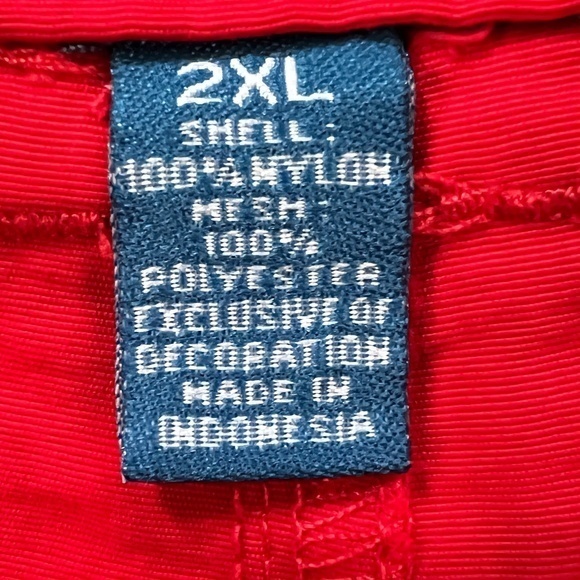 2XL
SHELL:
100% NYLON
MESH:
100%
POLYESTER
EXCLUSIVE OF
DECORATION
MADE IN
INDONESIA